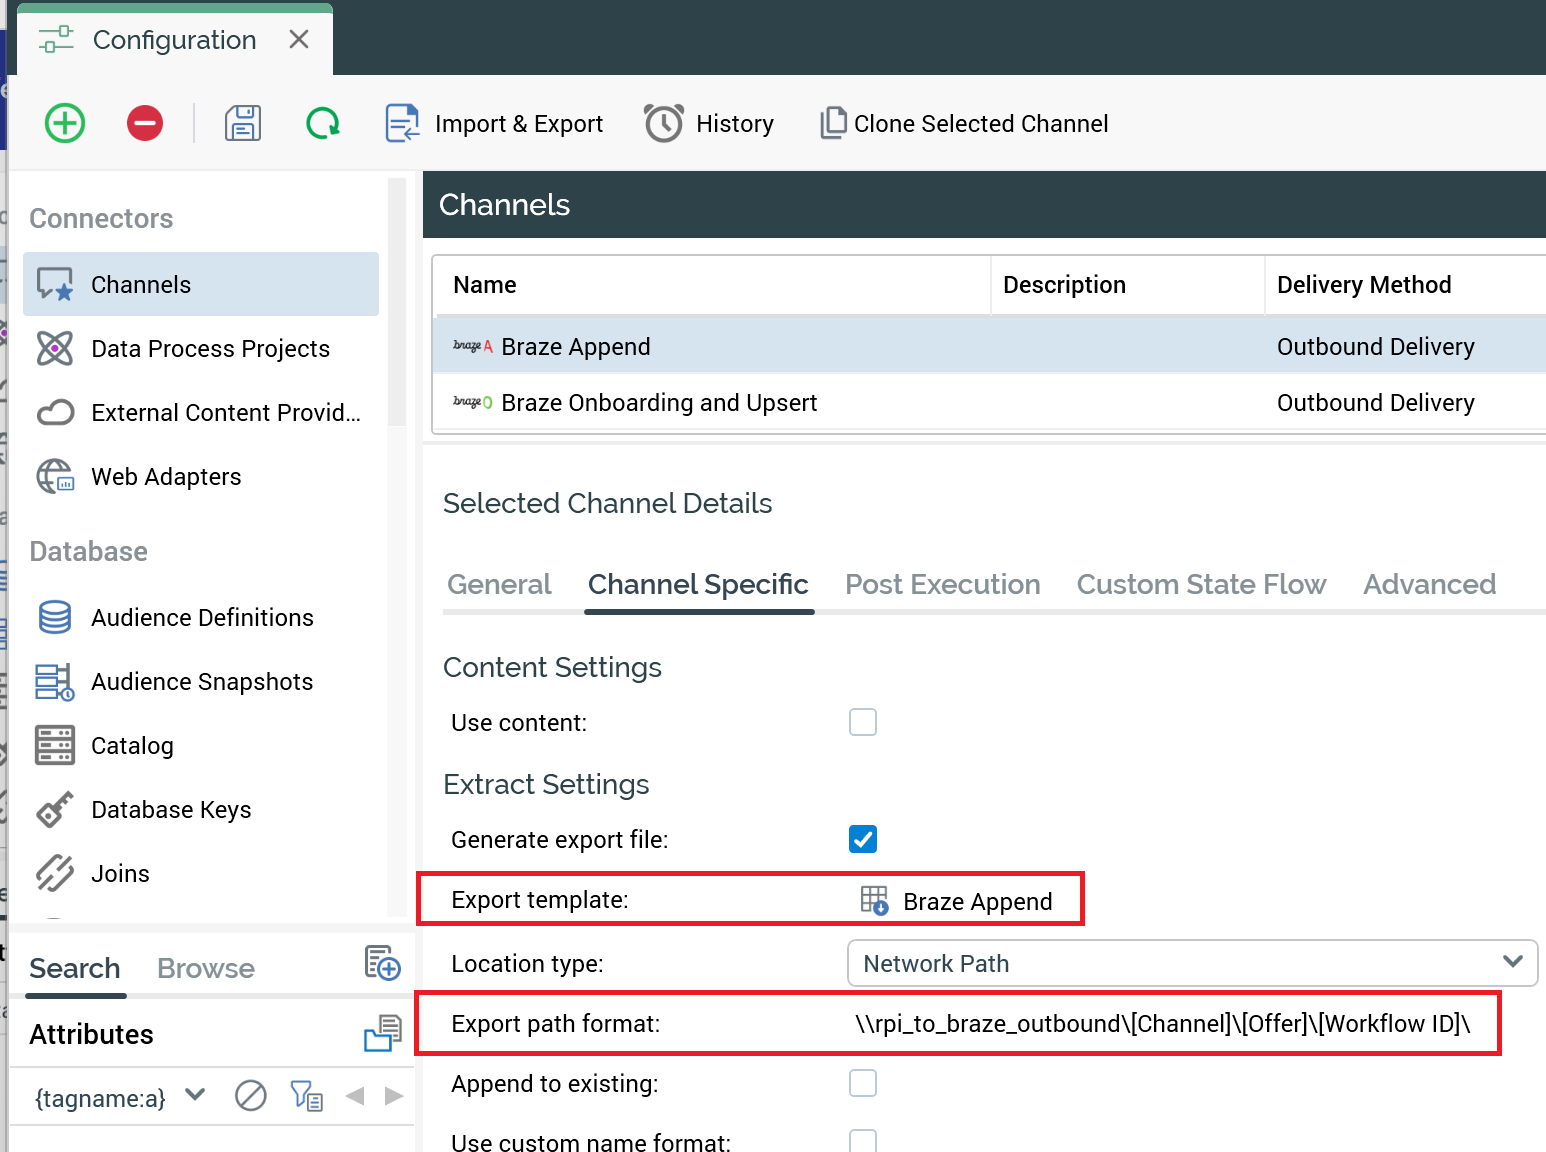 Configuration
Import & Export
History
Clone Selected Channel
Connectors
Channels
Data Process Projects
External Content Provid...
Web Adapters
Database
Audience Definitions
Audience Snapshots
Catalog
Database Keys
Joins
Search
Browse
Attributes
{tagname:a}
Channels
Name
Description
Delivery Method
braze A Braze Append
Outbound Delivery
braze O Braze Onboarding and Upsert
Outbound Delivery
Selected Channel Details
General
Channel Specific
Post Execution
Custom State Flow
Advanced
Content Settings
Use content:
Extract Settings
Generate export file:
Export template:
Braze Append
Location type:
Network Path
Export path format:
\\rpi_to_braze_outbound\[Channel]\[Offer]\[Workflow ID]\
Append to existing:
Use custom name format: